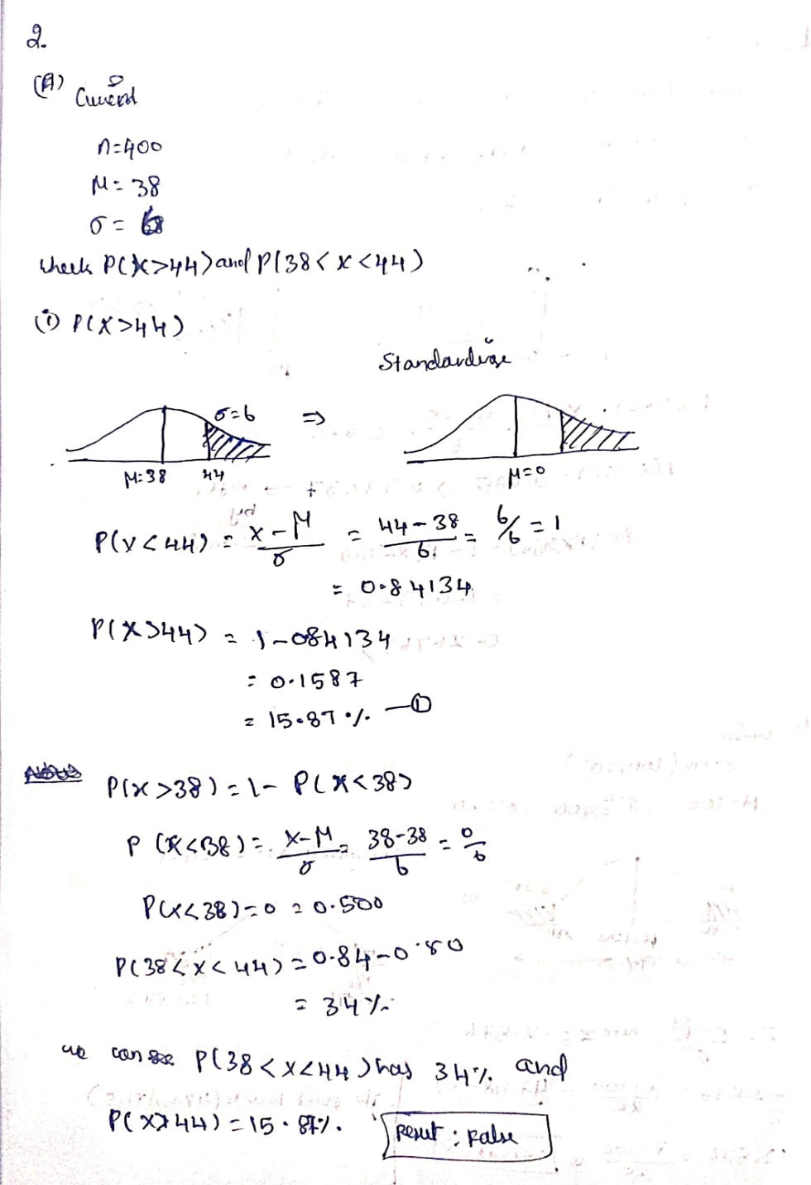 2.
(A) Current
n=400
μ= 38
σ= 6
check P(X>44) and P(38<x<44)
(i) P(X>44)
Standardize
σ=6 ⇒
μ=38 44 μ=0
P(X<44) = X-μ/σ = 44-38/6 = 6/6 = 1
= 0.84134
P(X>44) = 1-084134
= 0.1587
= 15.87 % —①
P(x>38) = 1- P(X<38)
P (X<38) = X-μ/σ = 38-38/6 = 0/6
P(x<38)=0 = 0.500
P(38<x<44) = 0.84-0.50
= 34%
we can see P(38<x<44) has 34% and
P(X>44) = 15.87%. result : False